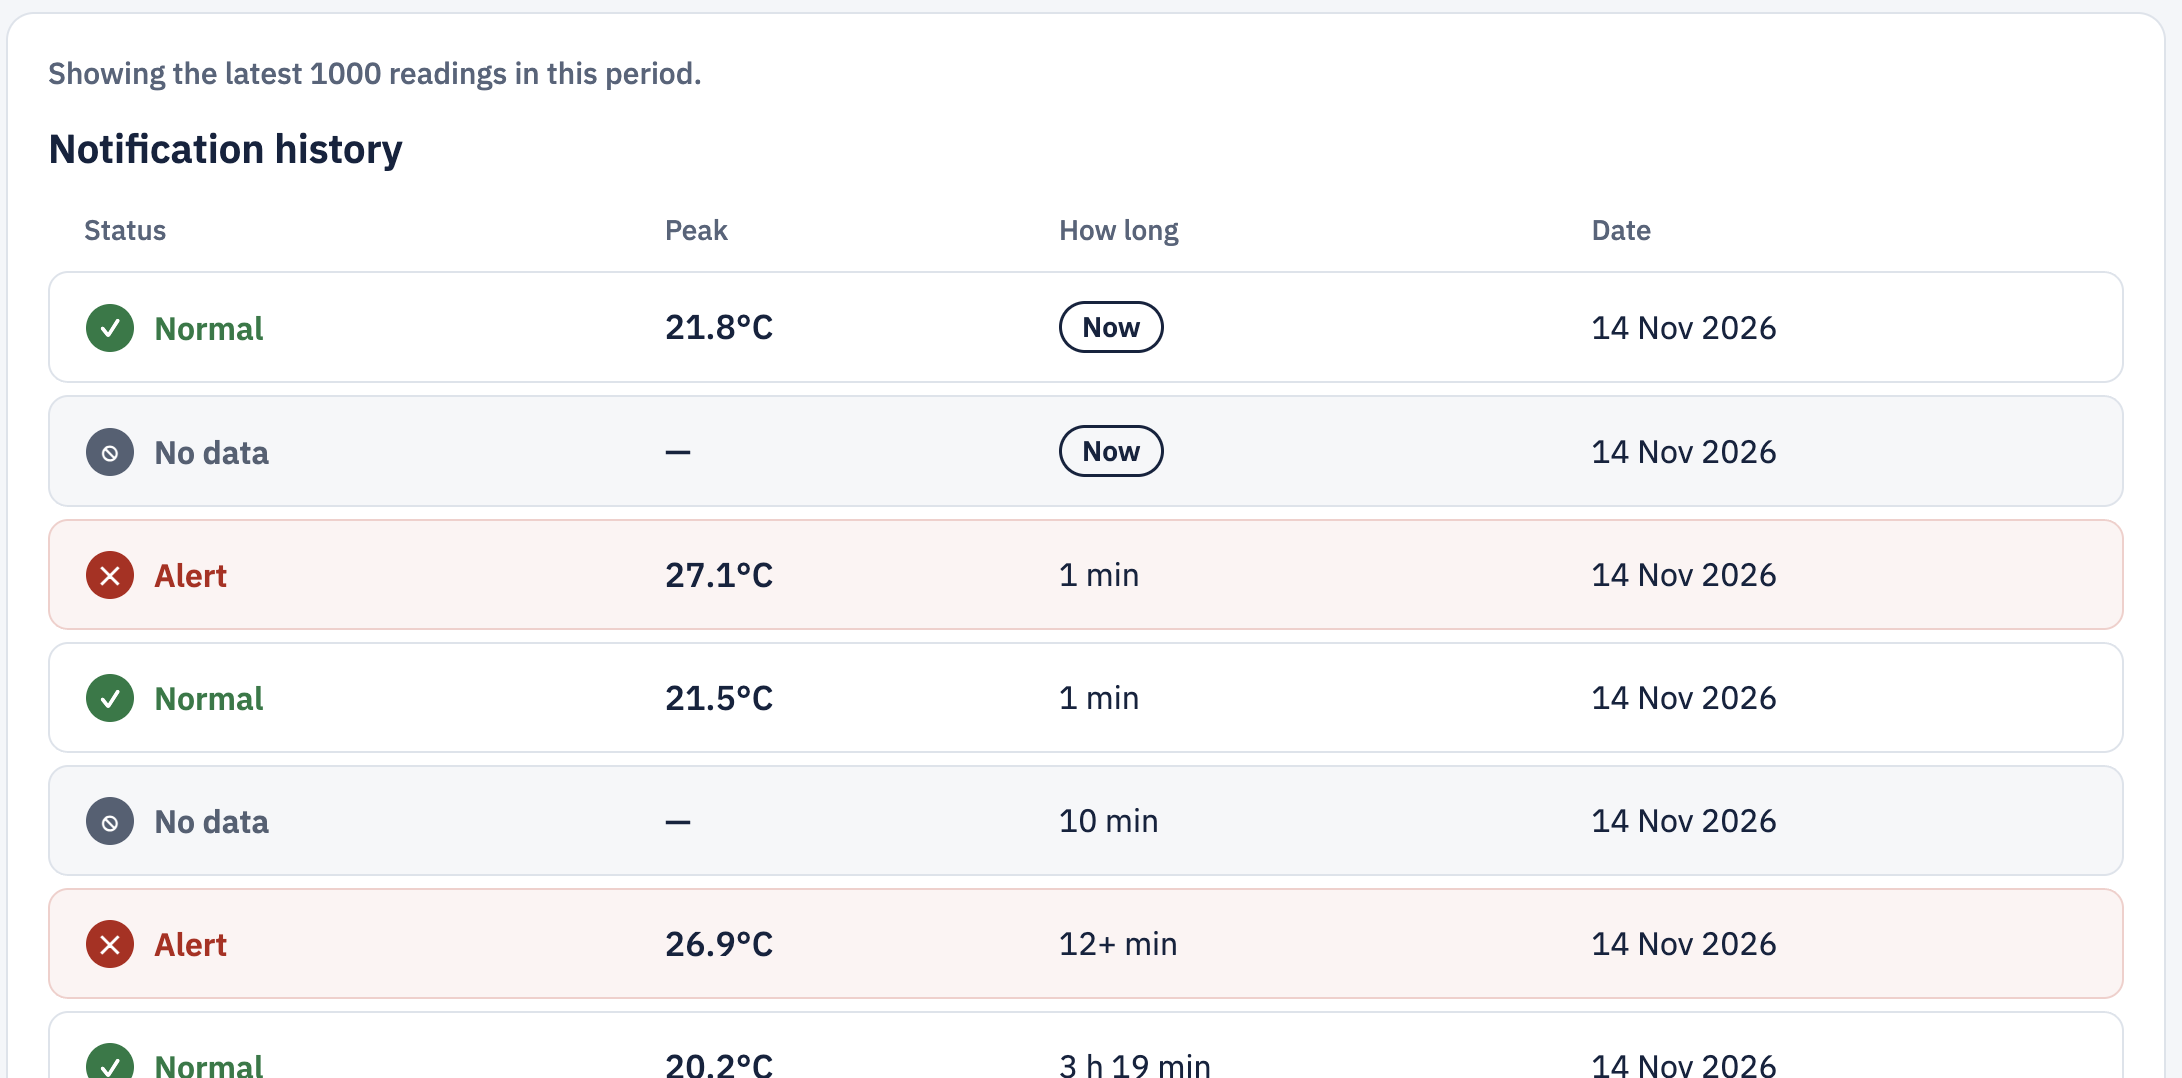 Showing the latest 1000 readings in this period.
Notification history
Status Peak How long Date
Normal 21.8°C Now 14 Nov 2026
No data — Now 14 Nov 2026
Alert 27.1°C 1 min 14 Nov 2026
Normal 21.5°C 1 min 14 Nov 2026
No data — 10 min 14 Nov 2026
Alert 26.9°C 12+ min 14 Nov 2026
Normal 20.2°C 3 h 19 min 14 Nov 2026